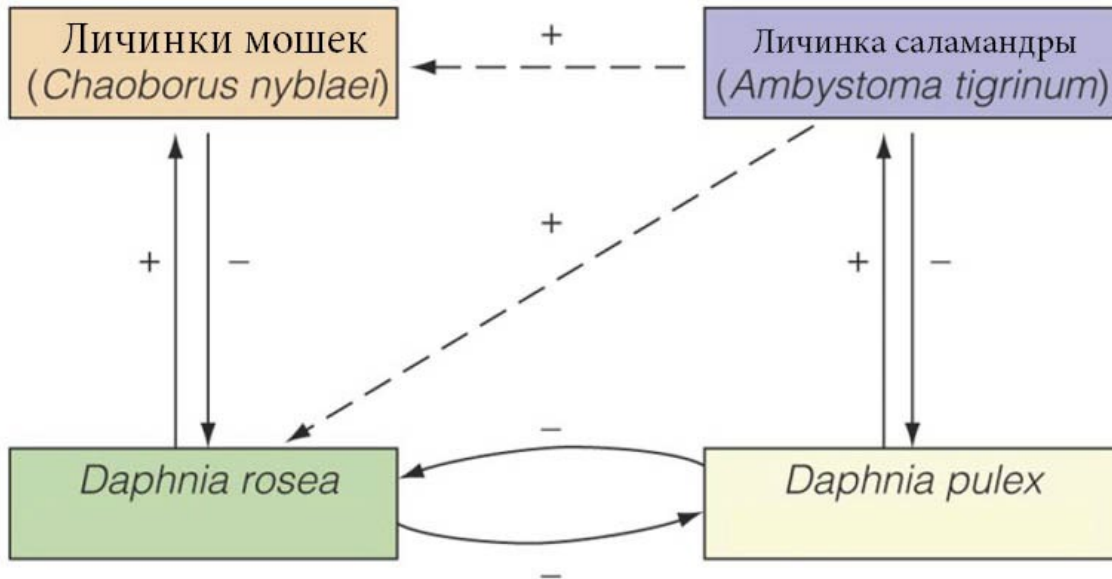 Личинки мошек
(Chaoborus nyblaei)
+
Личинка саламандры
(Ambystoma tigrinum)
+
–
+
+
–
–
Daphnia rosea
Daphnia pulex
–